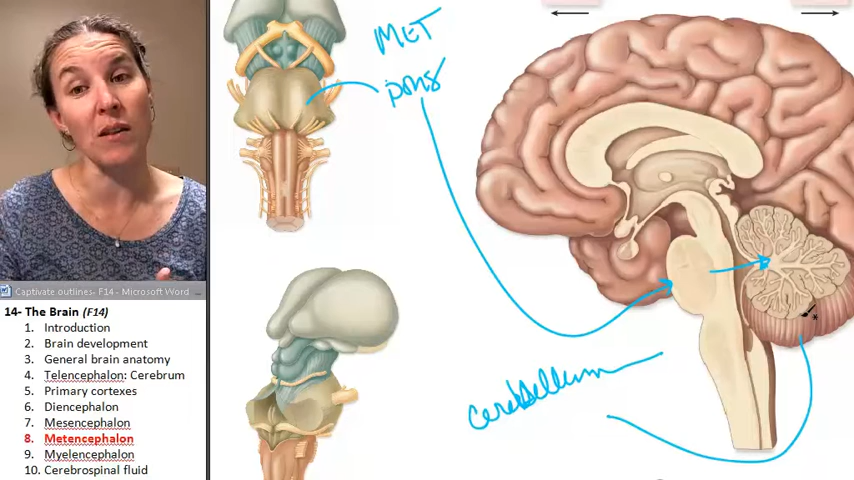 MET
pons
cerebellum
Captivate outlines- F14 - Microsoft Word
14- The Brain (F14)
1. Introduction
2. Brain development
3. General brain anatomy
4. Telencephalon: Cerebrum
5. Primary cortexes
6. Diencephalon
7. Mesencephalon
8. Metencephalon
9. Myelencephalon
10. Cerebrospinal fluid